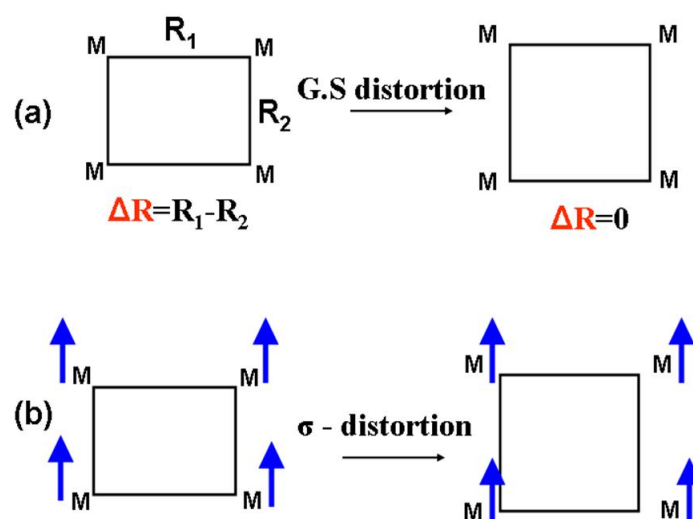 M R₁ M
(a) R₂ G.S distortion
M M
ΔR=R₁-R₂
M M
M M
ΔR=0
M M
(b) σ - distortion
M M
M M
M M